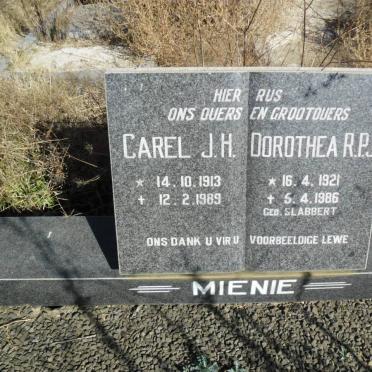 HIER RUS
ONS OUERS EN GROOTOUERS
CAREL J.H. DOROTHEA R.P.J.
* 14.10.1913 * 16.4.1921
+ 12.2.1989 + 5.4.1986
GEB. SLABBERT
ONS DANK U VIR U VOORBEELDIGE LEWE
MIENIE